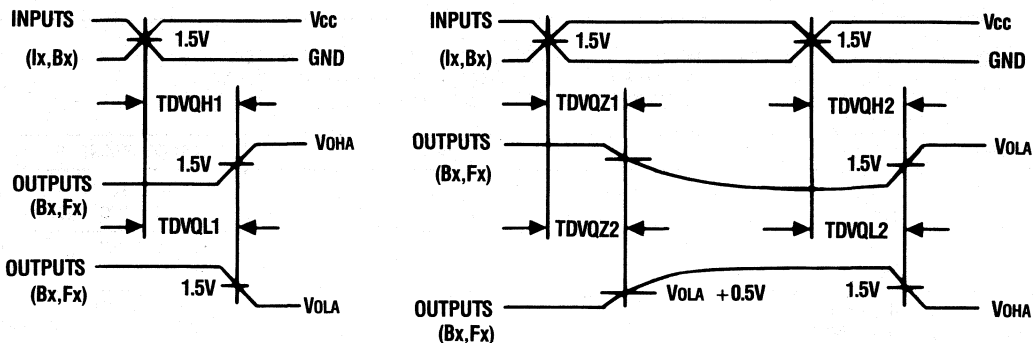 INPUTS
(Ix,Bx)
1.5V
VCC
GND
TDVQH1
1.5V
VOHA
OUTPUTS
(Bx,Fx)
TDVQL1
OUTPUTS
(Bx,Fx)
1.5V
VOLA
INPUTS
(Ix,Bx)
1.5V
1.5V
VCC
GND
TDVQZ1
TDVQH2
OUTPUTS
(Bx,Fx)
1.5V
VOLA
TDVQZ2
TDVQL2
OUTPUTS
(Bx,Fx)
VOLA +0.5V
1.5V
VOHA